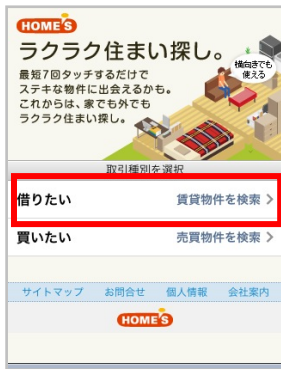 HOME'S
ラクラク住まい探し。
最短7回タッチするだけで
ステキな物件に出会えるかも。
これからは、家でも外でも
ラクラク住まい探し。
横向きでも
使える
取引種別を選択
借りたい 賃貸物件を検索 >
買いたい 売買物件を検索 >
サイトマップ お問合せ 個人情報 会社案内
HOME'S